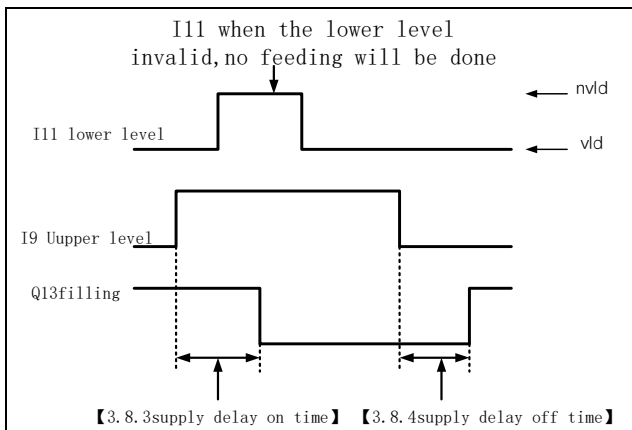 I11 when the lower level
invalid,no feeding will be done
nvld
I11 lower level
vld
I9 Uupper level
Q13filling
【3.8.3supply delay on time】 【3.8.4supply delay off time】